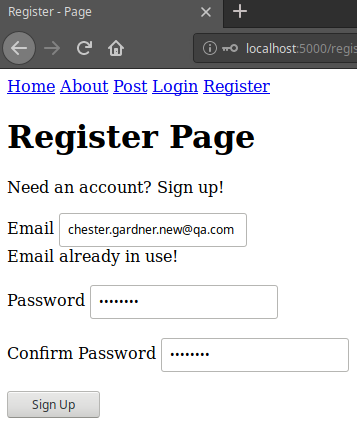 Register - Page
localhost:5000/regis
Home About Post Login Register
Register Page
Need an account? Sign up!
Email chester.gardner.new@qa.com
Email already in use!
Password ••••••••
Confirm Password ••••••••
Sign Up